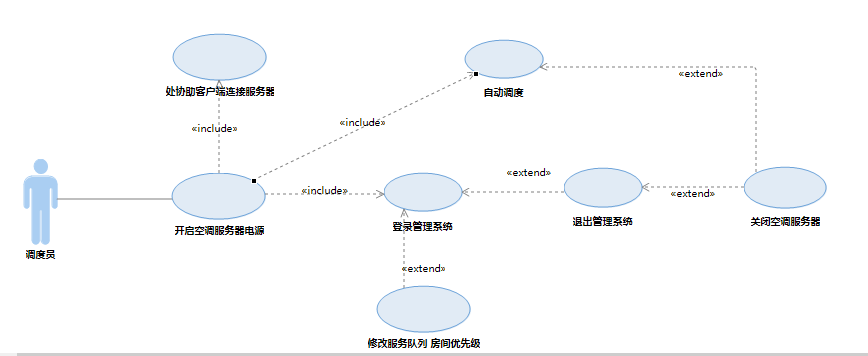 处协助客户端连接服务器
自动调度
«extend»
«include»
«include»
«include»
«extend»
«extend»
调度员
开启空调服务器电源
登录管理系统
退出管理系统
关闭空调服务器
«extend»
修改服务队列 房间优先级